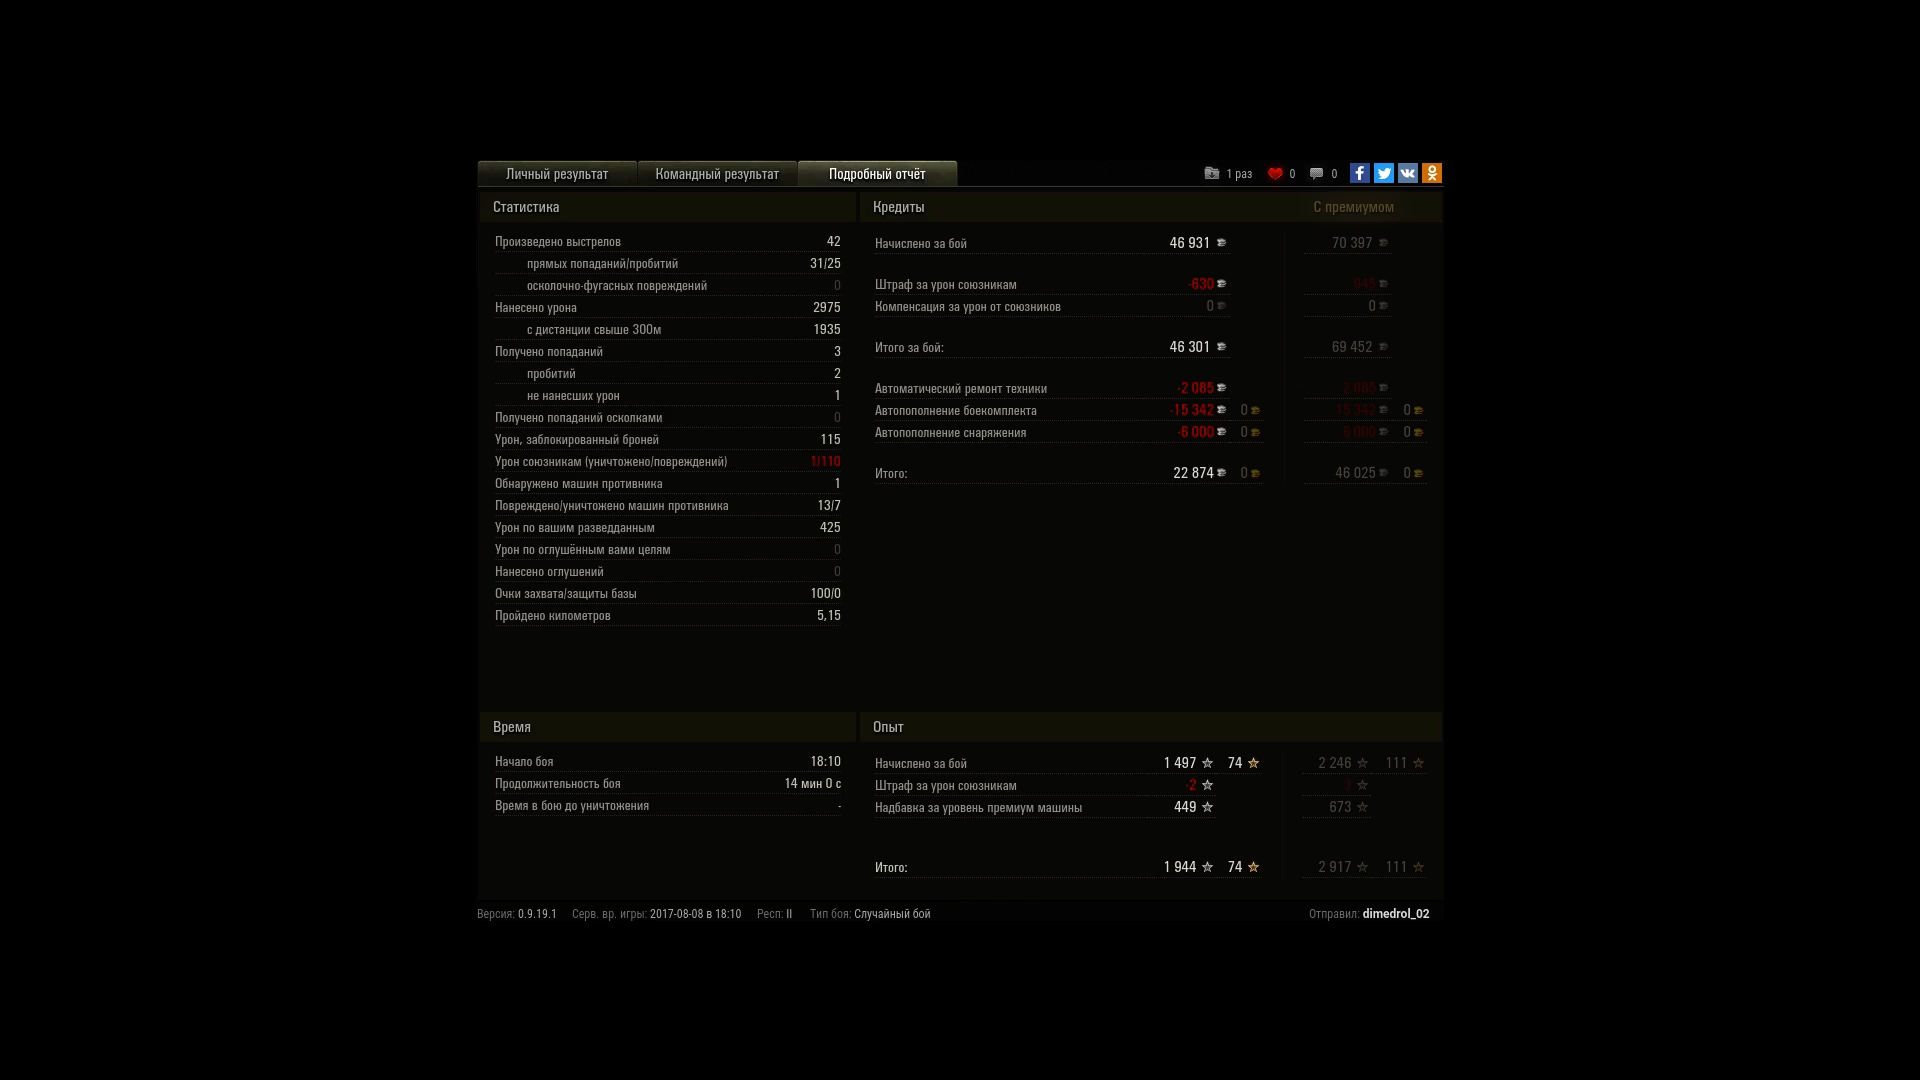 Личный результат Командный результат Подробный отчёт 1 раз 0 0
Статистика
Произведено выстрелов 42
прямых попаданий/пробитий 31/25
осколочно-фугасных повреждений 0
Нанесено урона 2975
с дистанции свыше 300м 1935
Получено попаданий 3
пробитий 2
не нанесших урон 1
Получено попаданий осколками 0
Урон, заблокированный броней 115
Урон союзникам (уничтожено/повреждений) 1/110
Обнаружено машин противника 1
Повреждено/уничтожено машин противника 13/7
Урон по вашим разведданным 425
Урон по оглушённым вами целям 0
Нанесено оглушений 0
Очки захвата/защиты базы 100/0
Пройдено километров 5,15
Кредиты С премиумом
Начислено за бой 46 931 70 397
Штраф за урон союзникам -630 -945
Компенсация за урон от союзников 0 0
Итого за бой: 46 301 69 452
Автоматический ремонт техники -2 085 -2 085
Автопополнение боекомплекта -15 342 0 -15 342 0
Автопополнение снаряжения -6 000 0 -6 000 0
Итого: 22 874 0 46 025 0
Время
Начало боя 18:10
Продолжительность боя 14 мин 0 с
Время в бою до уничтожения -
Опыт
Начислено за бой 1 497 74 2 246 111
Штраф за урон союзникам -2
Надбавка за уровень премиум машины 449 673
Итого: 1 944 74 2 917 111
Версия: 0.9.19.1 Серв. вр. игры: 2017-08-08 в 18:10 Респ: II Тип боя: Случайный бой Отправил: dimedrol_02